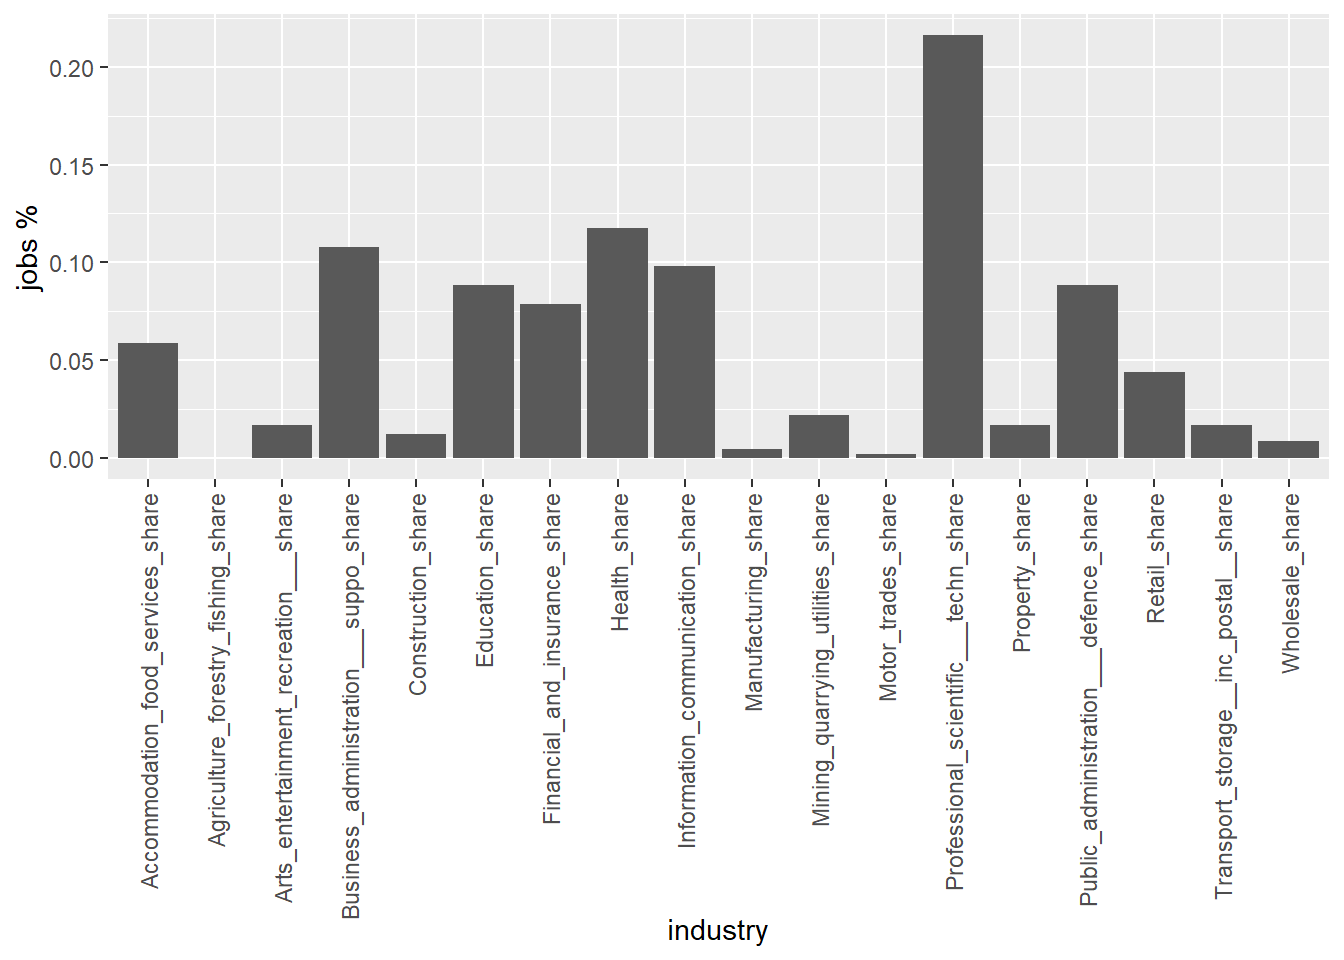 0.20
0.15
0.10
0.05
0.00
jobs %
Accommodation_food_services_share
Agriculture_forestry_fishing_share
Arts_entertainment_recreation___share
Business_administration___suppo_share
Construction_share
Education_share
Financial_and_insurance_share
Health_share
Information_communication_share
Manufacturing_share
Mining_quarrying_utilities_share
Motor_trades_share
Professional_scientific___techn_share
Property_share
Public_administration___defence_share
Retail_share
Transport_storage__inc_postal__share
Wholesale_share
industry